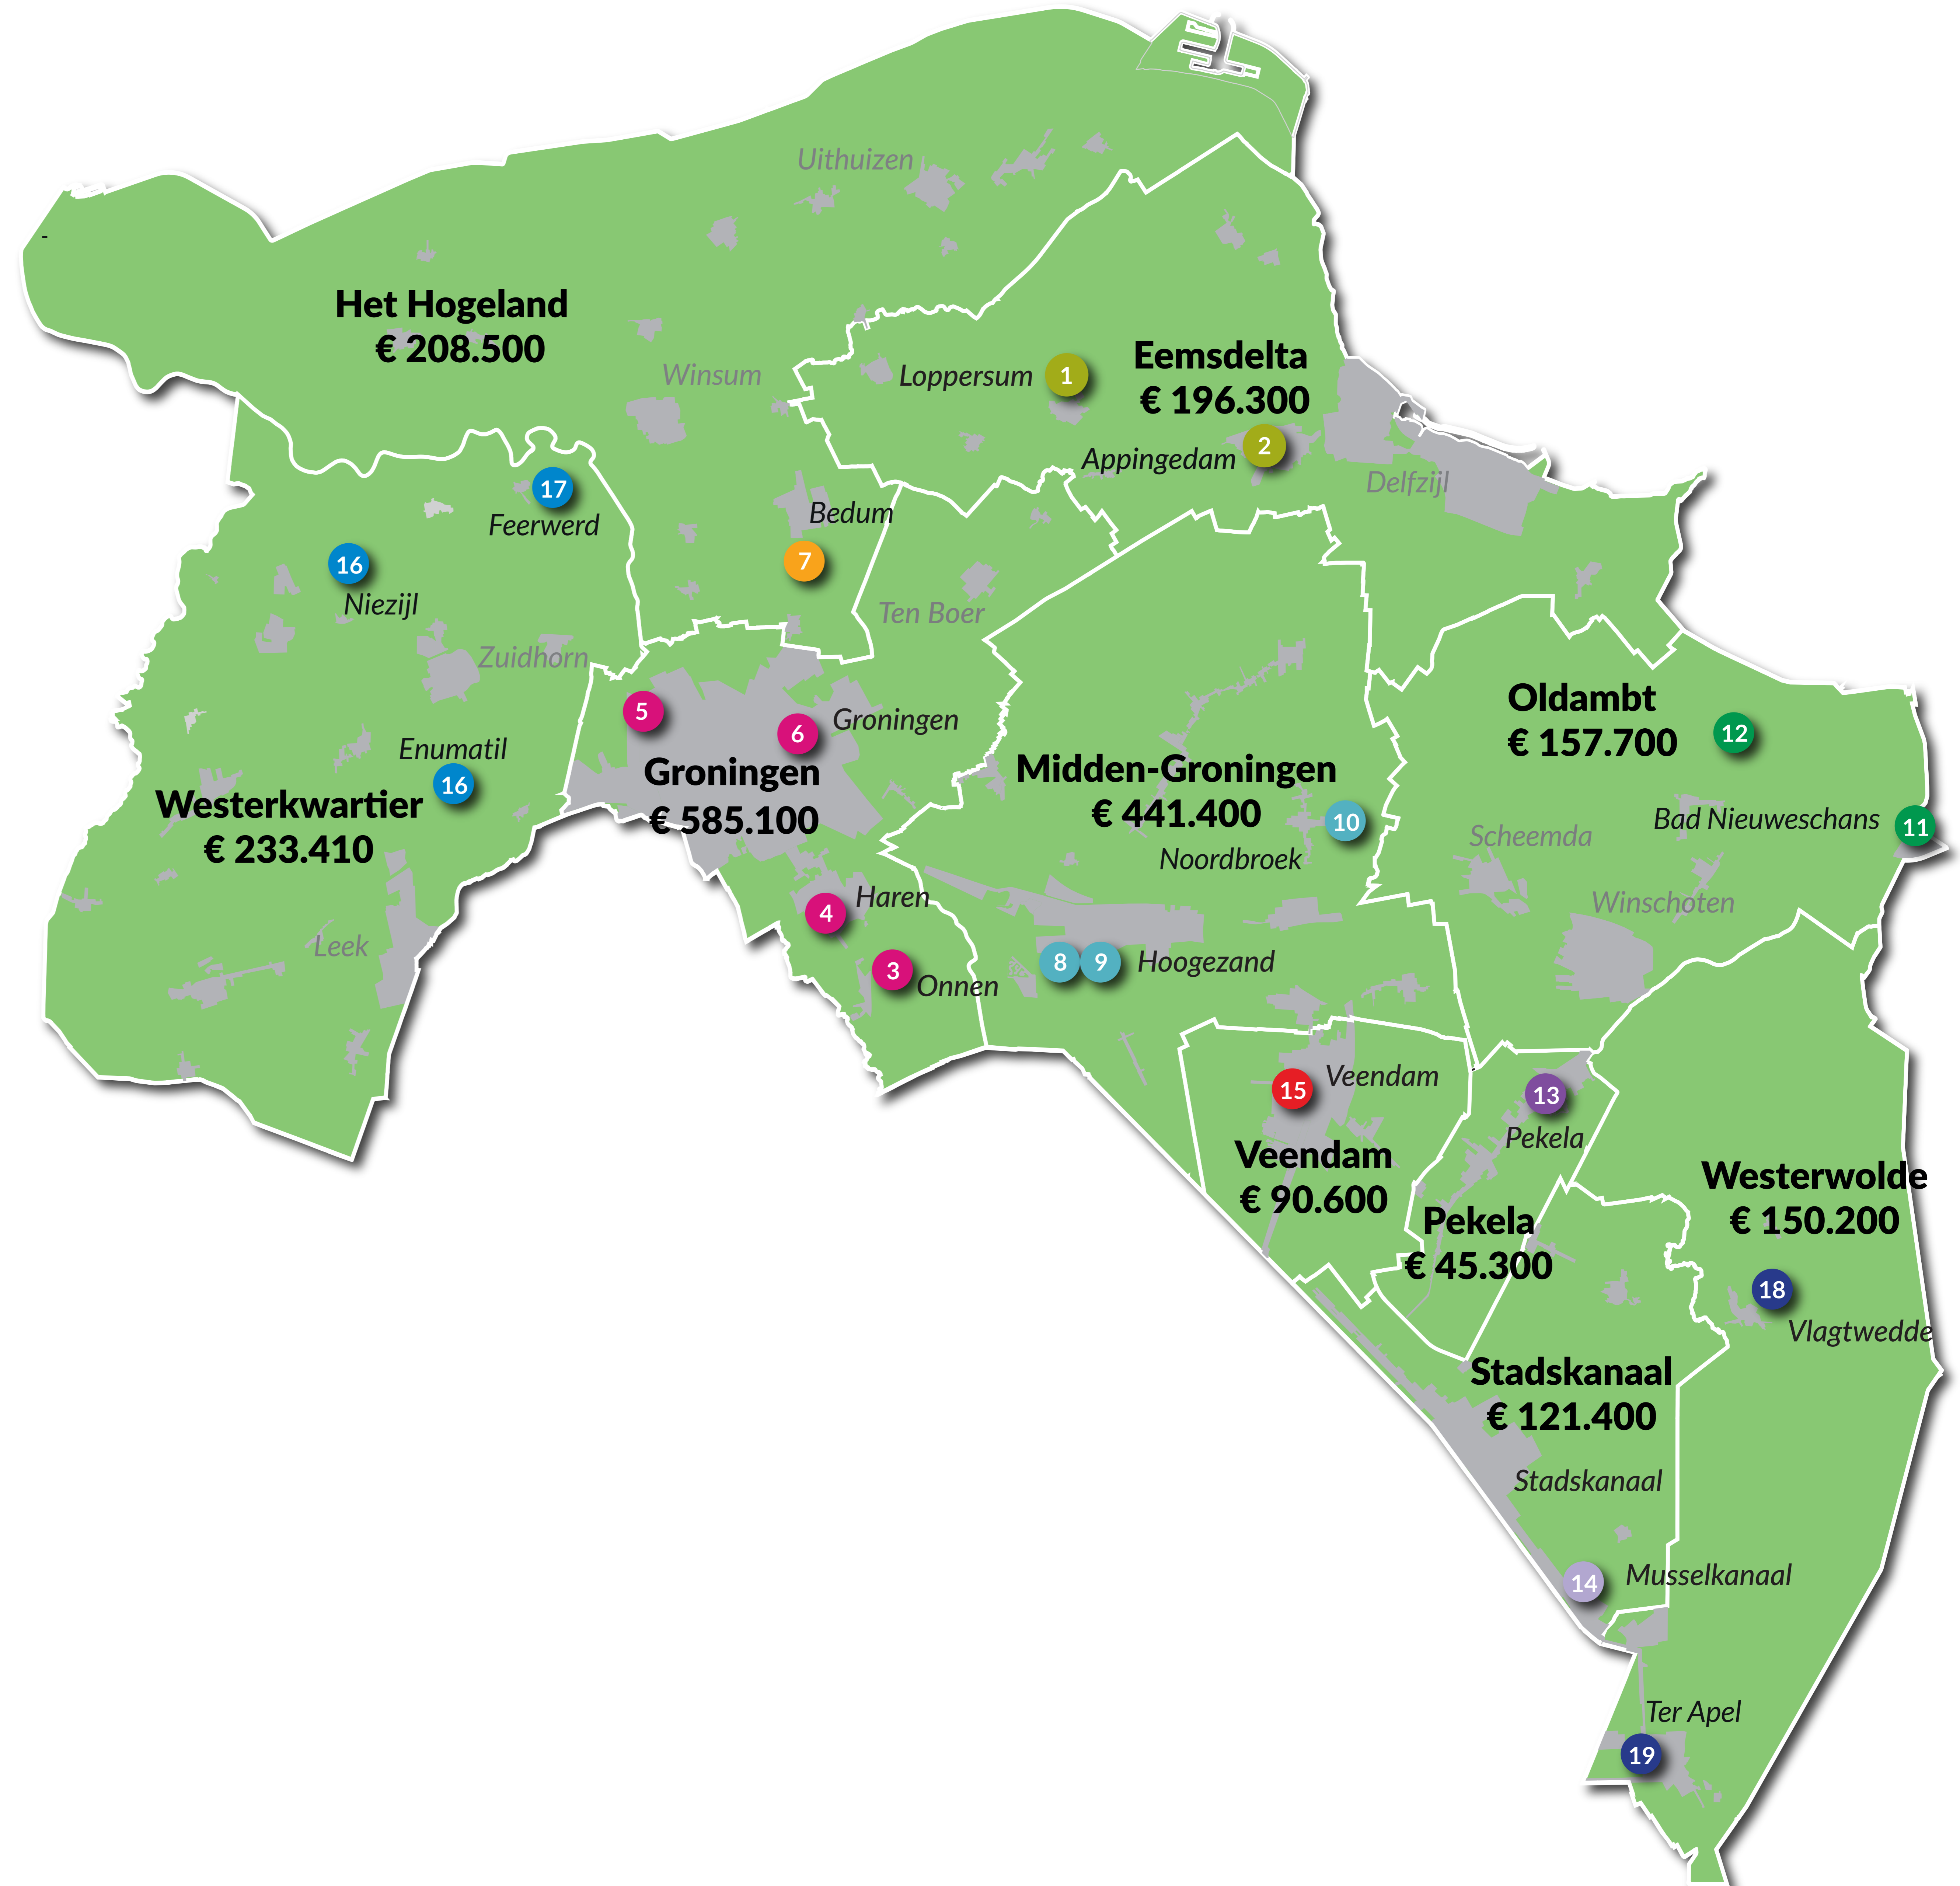 Uithuizen
-
Het Hogeland
€ 208.500
Winsum
Loppersum
1
Eemsdelta
€ 196.300
Appingedam
2
Delfzijl
17
Feerwerd
Bedum
7
16
Niezijl
Ten Boer
Zuidhorn
5
6
Groningen
Groningen
€ 585.100
Enumatil
16
Westerkwartier
€ 233.410
Leek
Haren
4
3
Onnen
Midden-Groningen
€ 441.400
10
Noordbroek
8
9
Hoogezand
Oldambt
€ 157.700
12
Bad Nieuweschans
11
Scheemda
Winschoten
15
Veendam
Veendam
€ 90.600
13
Pekela
Pekela
€ 45.300
Westerwolde
€ 150.200
18
Vlagtwedde
Stadskanaal
€ 121.400
Stadskanaal
14
Musselkanaal
Ter Apel
19